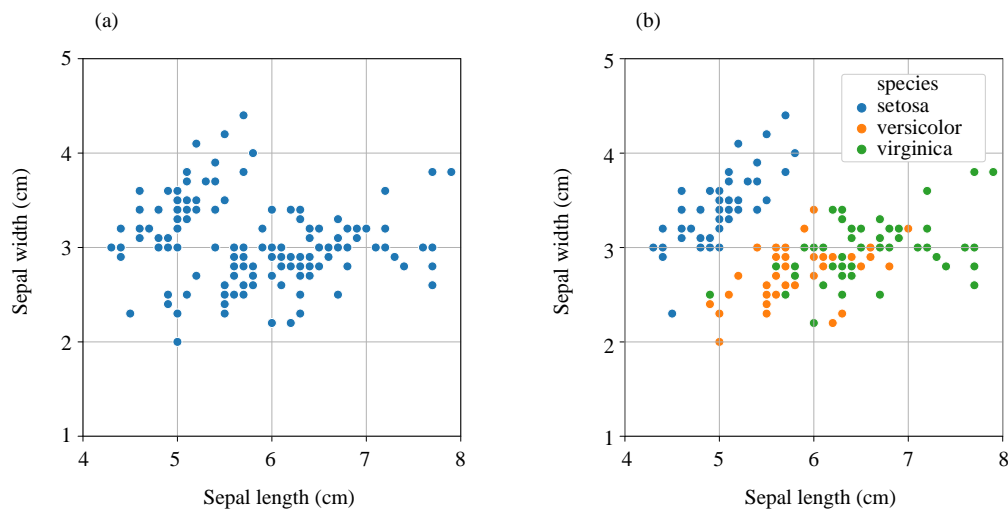 (a)
5
4
3
2
1
4 5 6 7 8
Sepal width (cm)
Sepal length (cm)
(b)
species
setosa
versicolor
virginica
5
4
3
2
1
4 5 6 7 8
Sepal width (cm)
Sepal length (cm)